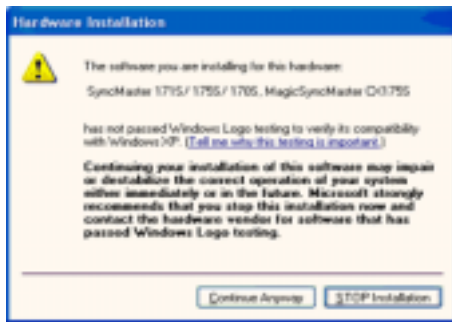 Hardware Installation
The software you are installing for this hardware:
SyncMaster 171S/ 175S/ 170S, MagicSyncMaster CX175S
has not passed Windows Logo testing to verify its compatibility
with Windows XP. (Tell me why this testing is important.)
Continuing your installation of this software may impair
or destabilize the correct operation of your system
either immediately or in the future. Microsoft strongly
recommends that you stop this installation now and
contact the hardware vendor for software that has
passed Windows Logo testing.
Continue Anyway
STOP Installation